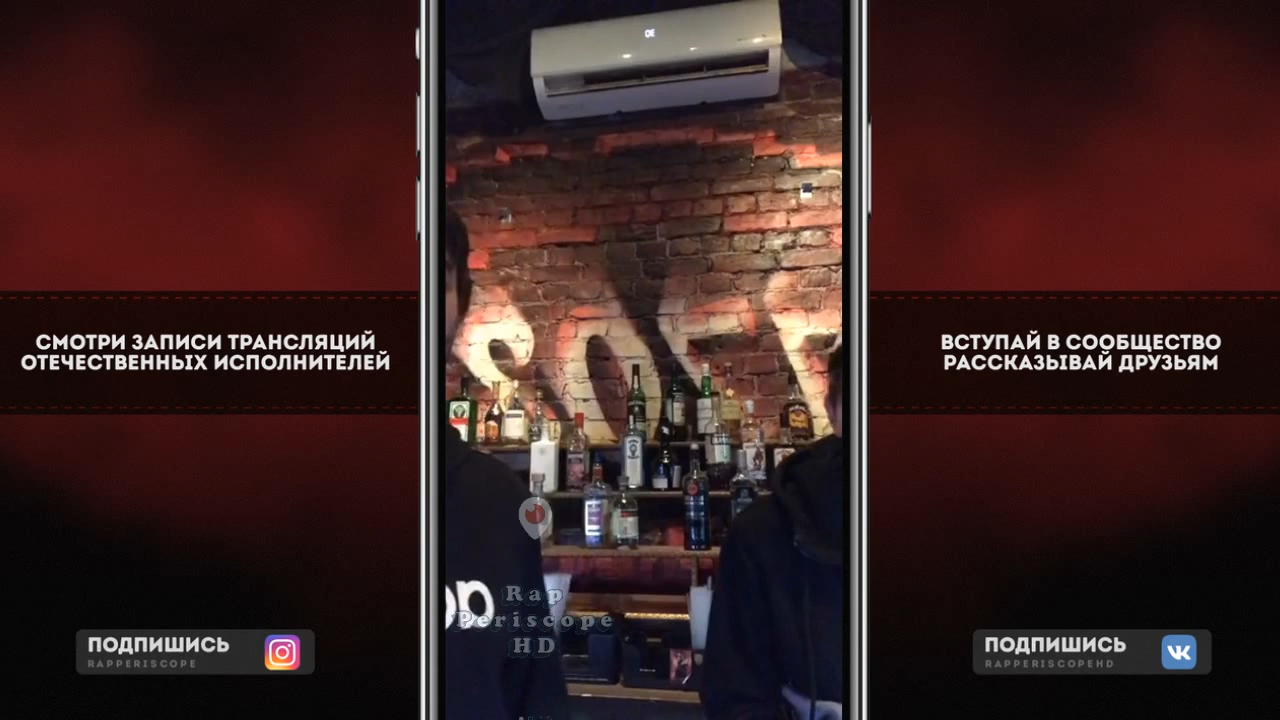 СМОТРИ ЗАПИСИ ТРАНСЛЯЦИЙ
ОТЕЧЕСТВЕННЫХ ИСПОЛНИТЕЛЕЙ
ВСТУПАЙ В СООБЩЕСТВО
РАССКАЗЫВАЙ ДРУЗЬЯМ
Rap
Periscope
HD
ПОДПИШИСЬ
RAPPERISCOPE
ПОДПИШИСЬ
RAPPERISCOPEHD